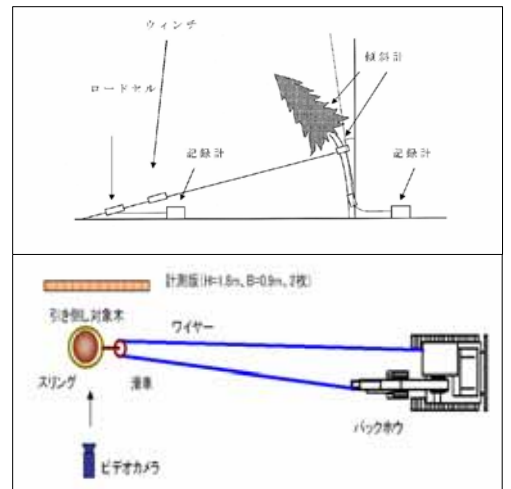 ウィンチ
傾斜計
ロードセル
記録計
記録計
計測版(H=1.6m、B=0.9m、2枚)
引き倒し対象木
ワイヤー
スリング
滑車
バックホウ
ビデオカメラ